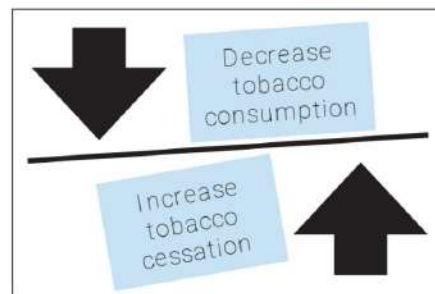 Decrease
tobacco
consumption
Increase
tobacco
cessation